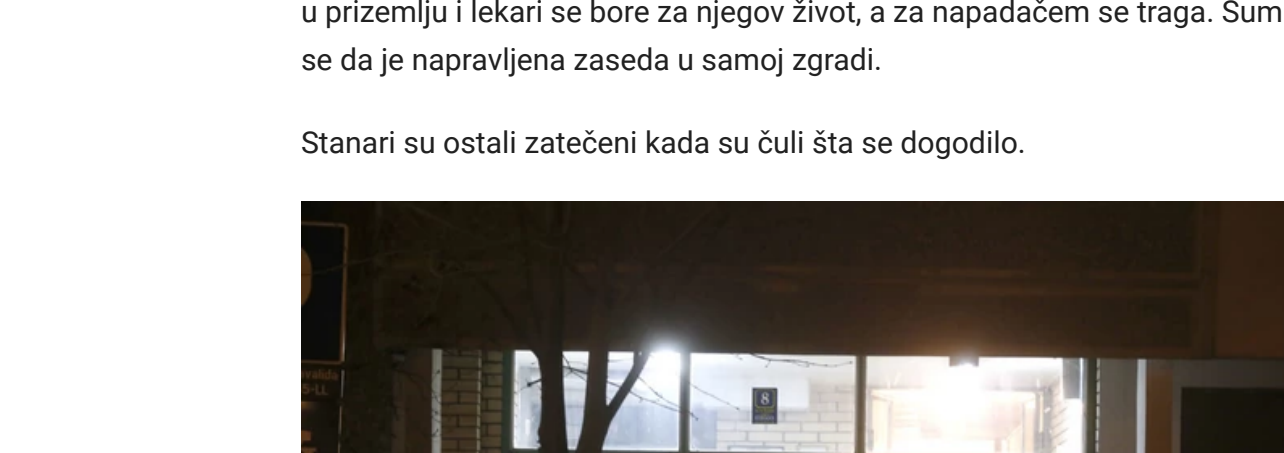 u prizemlju i lekari se bore za njegov život, a za napadačem se traga. Sum
se da je napravljena zaseda u samoj zgradi.
Stanari su ostali zatečeni kada su čuli šta se dogodilo.
8